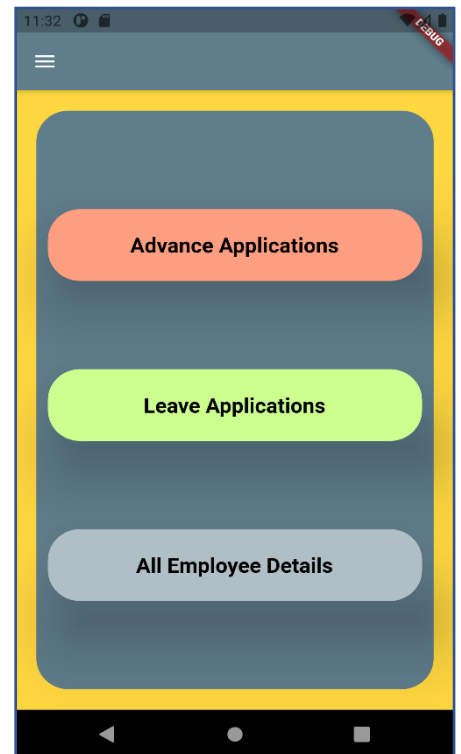 11:32
DEBUG
Advance Applications
Leave Applications
All Employee Details